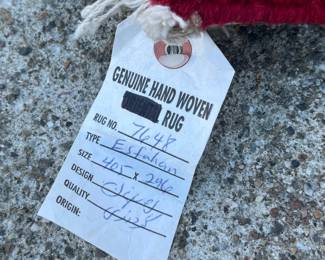 GENUINE HAND WOVEN
RUG
RUG NO. 7648
TYPE Esfahan
SIZE 405 x 296
DESIGN
QUALITY
ORIGIN: